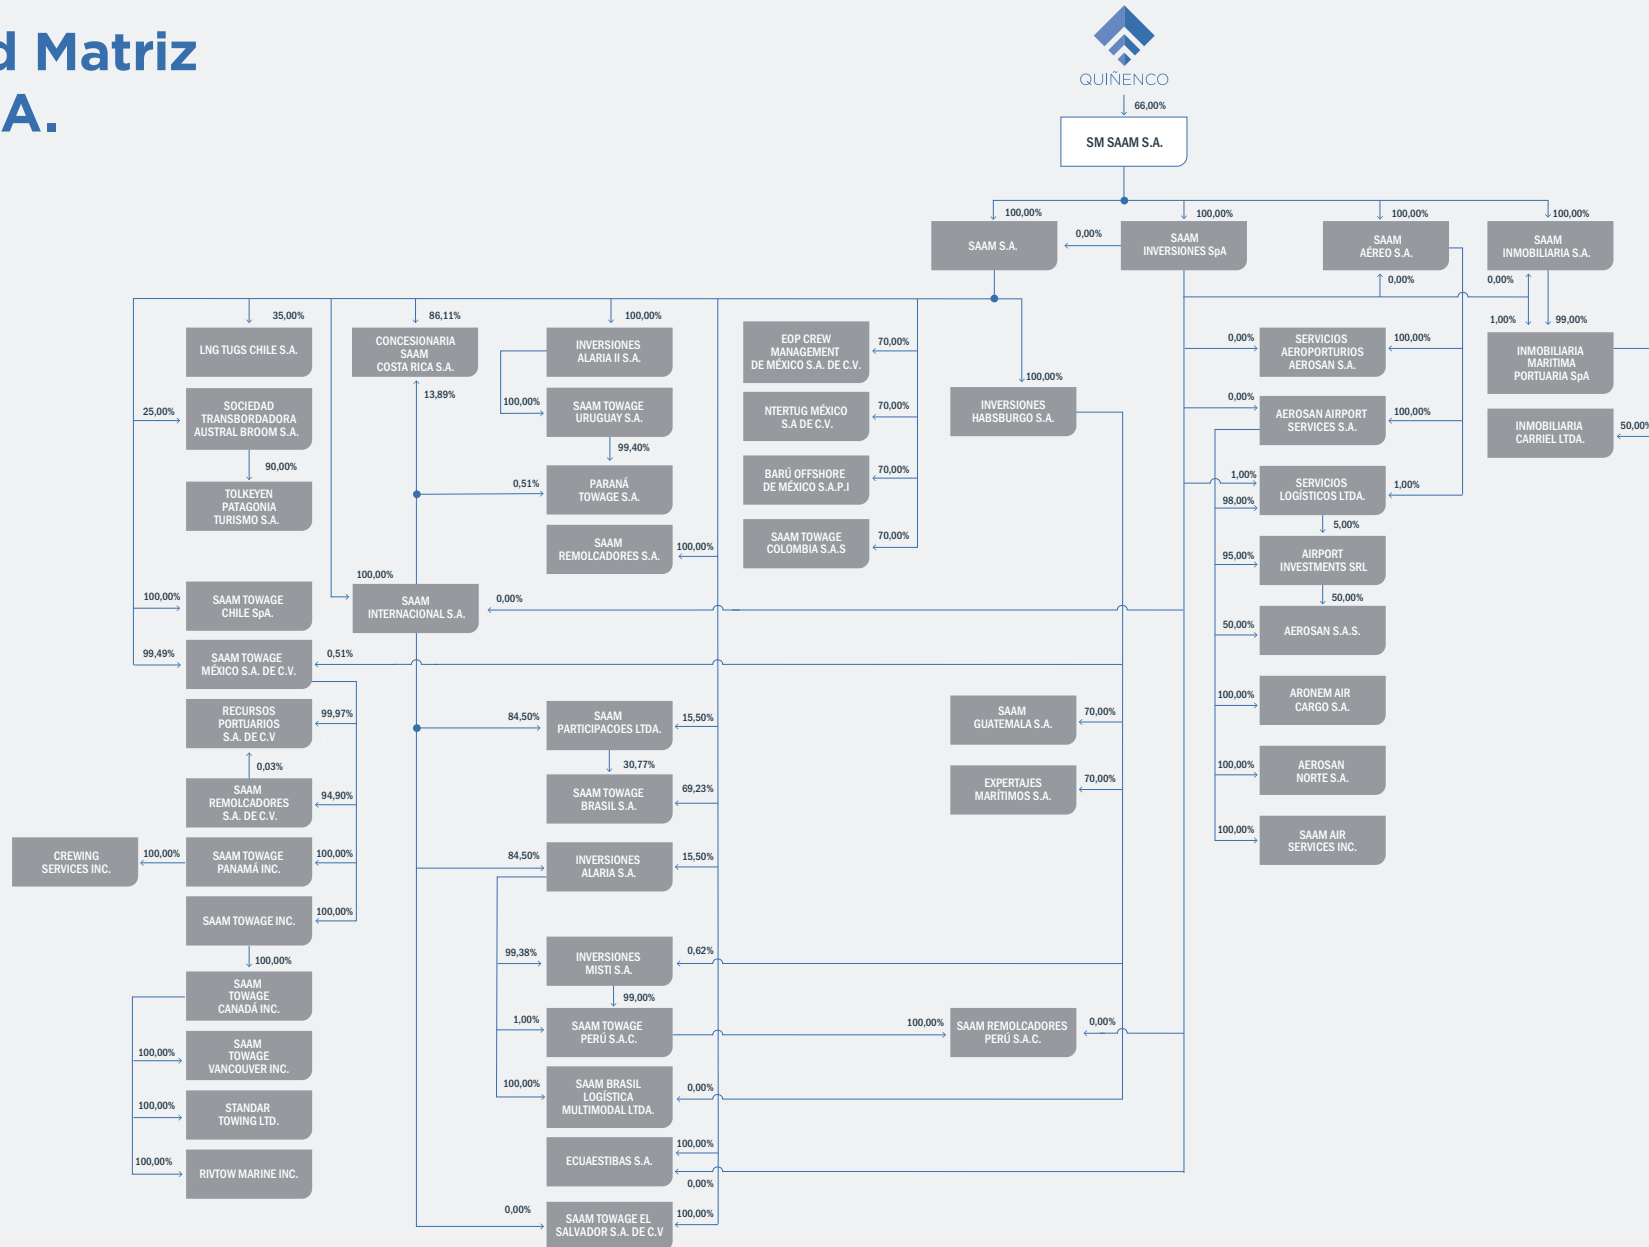 d Matriz
A.
QUIÑENCO
66,00%
SM SAAM S.A.
100,00%
100,00%
100,00%
100,00%
SAAM S.A.
0,00%
SAAM
INVERSIONES SpA
SAAM
AÉREO S.A.
SAAM
INMOBILIARIA S.A.
0,00%
0,00%
35,00%
86,11%
100,00%
1,00%
99,00%
LNG TUGS CHILE S.A.
CONCESIONARIA
SAAM
COSTA RICA S.A.
INVERSIONES
ALARIA II S.A.
EOP CREW
MANAGEMENT
DE MÉXICO S.A. DE C.V.
70,00%
100,00%
0,00%
SERVICIOS
AEROPORTURIOS
AEROSAN S.A.
100,00%
INMOBILIARIA
MARITIMA
PORTUARIA SpA
13,89%
25,00%
SOCIEDAD
TRANSBORDADORA
AUSTRAL BROOM S.A.
100,00%
SAAM TOWAGE
URUGUAY S.A.
NTERTUG MÉXICO
S.A DE C.V.
70,00%
INVERSIONES
HABSBURGO S.A.
0,00%
AEROSAN AIRPORT
SERVICES S.A.
100,00%
INMOBILIARIA
CARRIEL LTDA.
50,00%
90,00%
99,40%
TOLKEYEN
PATAGONIA
TURISMO S.A.
0,51%
PARANÁ
TOWAGE S.A.
BARÚ OFFSHORE
DE MÉXICO S.A.P.I
70,00%
1,00%
98,00%
SERVICIOS
LOGÍSTICOS LTDA.
1,00%
5,00%
SAAM
REMOLCADORES S.A.
100,00%
SAAM TOWAGE
COLOMBIA S.A.S
70,00%
95,00%
AIRPORT
INVESTMENTS SRL
50,00%
100,00%
SAAM TOWAGE
CHILE SpA.
100,00%
SAAM
INTERNACIONAL S.A.
0,00%
50,00%
AEROSAN S.A.S.
99,49%
SAAM TOWAGE
MÉXICO S.A. DE C.V.
0,51%
RECURSOS
PORTUARIOS
S.A. DE C.V
99,97%
84,50%
SAAM
PARTICIPACOES LTDA.
15,50%
SAAM
GUATEMALA S.A.
70,00%
100,00%
ARONEM AIR
CARGO S.A.
0,03%
30,77%
SAAM
REMOLCADORES
S.A. DE C.V.
94,90%
SAAM TOWAGE
BRASIL S.A.
69,23%
EXPERTAJES
MARÍTIMOS S.A.
70,00%
100,00%
AEROSAN
NORTE S.A.
CREWING
SERVICES INC.
100,00%
SAAM TOWAGE
PANAMÁ INC.
100,00%
84,50%
INVERSIONES
ALARIA S.A.
15,50%
100,00%
SAAM AIR
SERVICES INC.
SAAM TOWAGE INC.
100,00%
100,00%
99,38%
INVERSIONES
MISTI S.A.
0,62%
SAAM
TOWAGE
CANADÁ INC.
99,00%
1,00%
SAAM TOWAGE
PERÚ S.A.C.
100,00%
SAAM REMOLCADORES
PERÚ S.A.C.
0,00%
100,00%
SAAM
TOWAGE
VANCOUVER INC.
100,00%
SAAM BRASIL
LOGÍSTICA
MULTIMODAL LTDA.
0,00%
100,00%
STANDAR
TOWING LTD.
100,00%
RIVTOW MARINE INC.
ECUAESTIBAS S.A.
100,00%
0,00%
0,00%
SAAM TOWAGE EL
SALVADOR S.A. DE C.V
100,00%